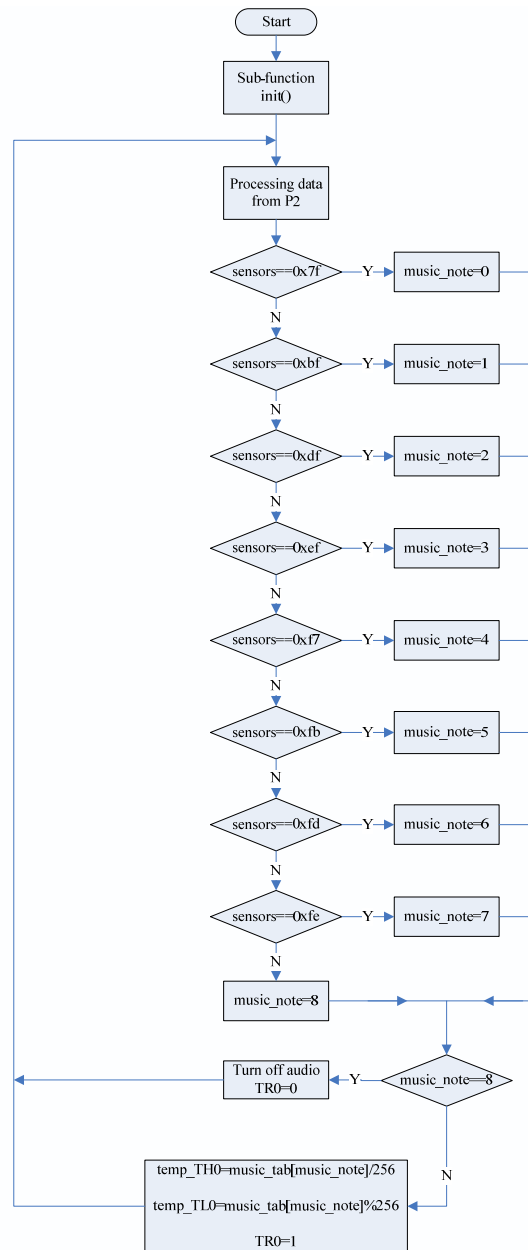 Start
Sub-function
init()
Processing data
from P2
sensors==0x7f
Y
music_note=0
N
sensors==0xbf
Y
music_note=1
N
sensors==0xdf
Y
music_note=2
N
sensors==0xef
Y
music_note=3
N
sensors==0xf7
Y
music_note=4
N
sensors==0xfb
Y
music_note=5
N
sensors==0xfd
Y
music_note=6
N
sensors==0xfe
Y
music_note=7
N
music_note=8
music_note==8
Y
Turn off audio
TR0=0
N
temp_TH0=music_tab[music_note]/256
temp_TL0=music_tab[music_note]%256
TR0=1